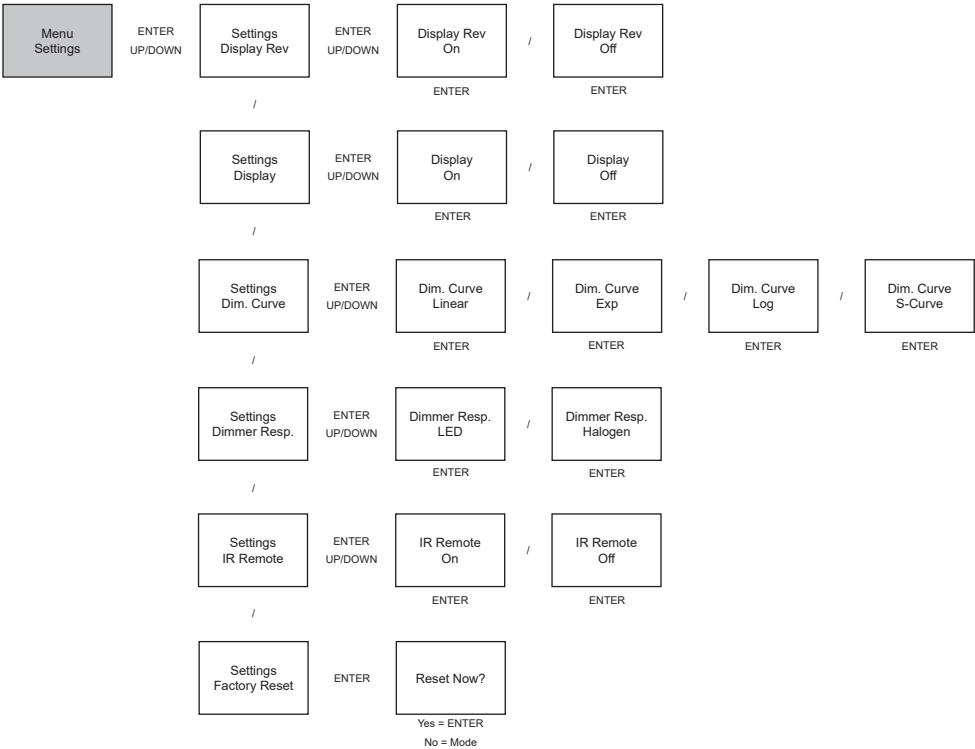 Menu
Settings
ENTER
UP/DOWN
Settings
Display Rev
ENTER
UP/DOWN
Display Rev
On
/
Display Rev
Off
ENTER
ENTER
/
Settings
Display
ENTER
UP/DOWN
Display
On
/
Display
Off
ENTER
ENTER
/
Settings
Dim. Curve
ENTER
UP/DOWN
Dim. Curve
Linear
/
Dim. Curve
Exp
/
Dim. Curve
Log
/
Dim. Curve
S-Curve
ENTER
ENTER
ENTER
ENTER
/
Settings
Dimmer Resp.
ENTER
UP/DOWN
Dimmer Resp.
LED
/
Dimmer Resp.
Halogen
ENTER
ENTER
/
Settings
IR Remote
ENTER
UP/DOWN
IR Remote
On
/
IR Remote
Off
ENTER
ENTER
/
Settings
Factory Reset
ENTER
Reset Now?
Yes = ENTER
No = Mode